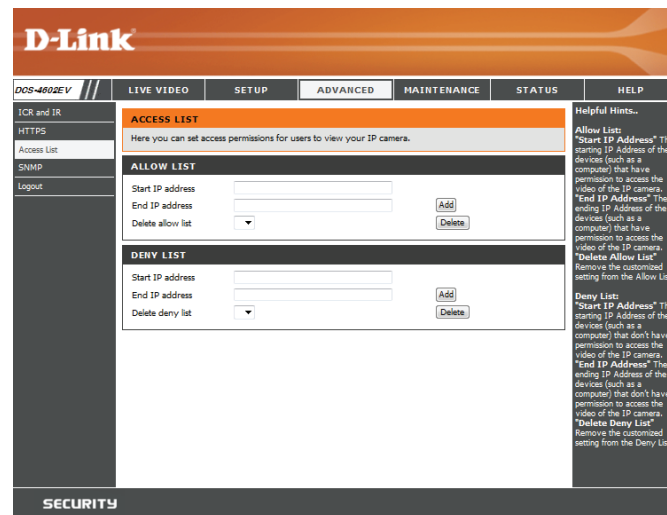 D-Link
DCS-4602EV // LIVE VIDEO SETUP ADVANCED MAINTENANCE STATUS HELP
ICR and IR
HTTPS
Access List
SNMP
Logout
ACCESS LIST
Here you can set access permissions for users to view your IP camera.
ALLOW LIST
Start IP address
End IP address Add
Delete allow list Delete
DENY LIST
Start IP address
End IP address Add
Delete deny list Delete
Helpful Hints..
Allow List:
"Start IP Address"
starting IP Address of the
devices (such as a
computer) that have
permission to access the
video of the IP camera.
"End IP Address" The
ending IP Address of the
devices (such as a
computer) that have
permission to access the
video of the IP camera.
"Delete Allow List"
Remove the customized
setting from the Allow
Deny List:
"Start IP Address"
starting IP Address of the
devices (such as a
computer) that don't have
permission to access the
video of the IP camera.
"End IP Address" The
ending IP Address of the
devices (such as a
computer) that don't have
permission to access the
video of the IP camera.
"Delete Deny List"
Remove the customized
setting from the Deny
SECURITY